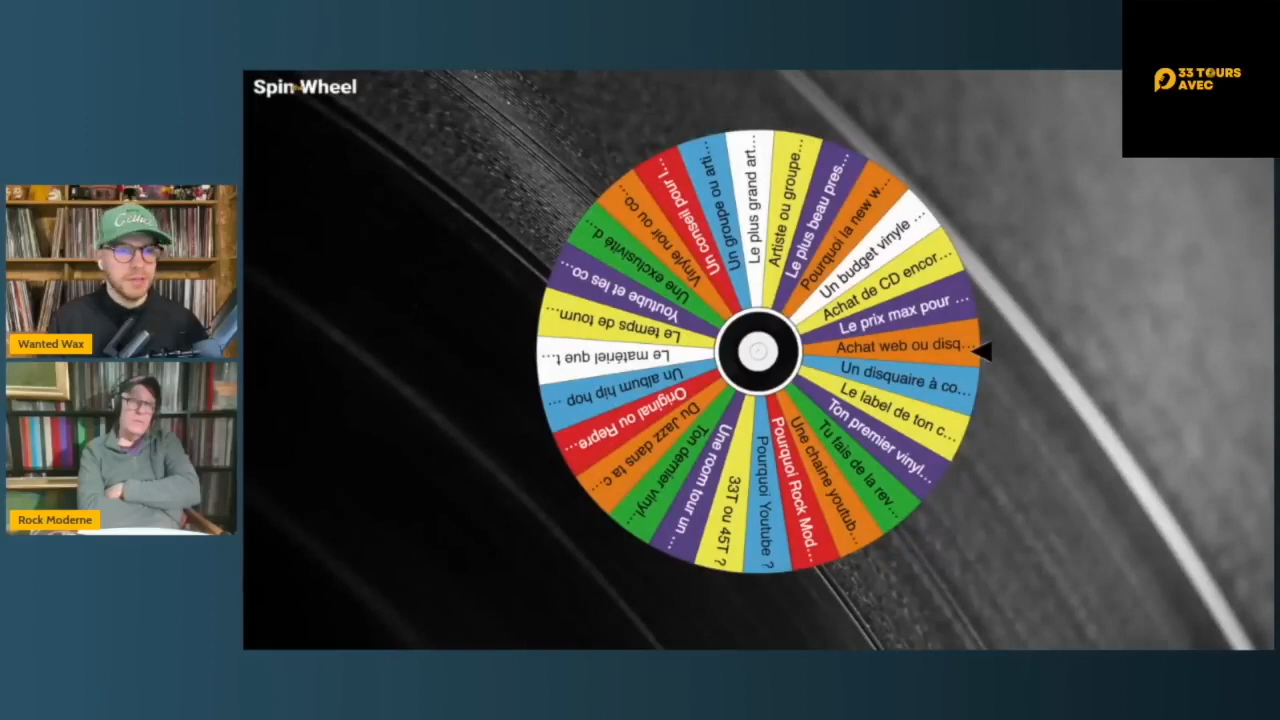 Spin The Wheel
33 TOURS
AVEC
Wanted Wax
Rock Moderne
Le plus grand art...
Artiste ou groupe...
Le plus beau pres...
Pourquoi la new w...
Un budget vinyle ...
Achat de CD encor...
Le prix max pour ...
Achat web ou disq...
Un disquaire à co...
Le label de ton c...
Ton premier vinyl...
Tu fais de la rev...
Une chaine youtub...
Pourquoi Rock Mod...
Pourquoi Youtube ?
33T ou 45T ?
Une room tour un ...
Ton dernier vinyl...
Du Jazz dans ta c...
Original ou Repre...
Un album hip hop ...
Le matériel que t...
Le temps de tourn...
Youtube et les co...
Une exclusivité d...
Vinyle noir ou co...
Un conseil pour l...
Un groupe ou arti...